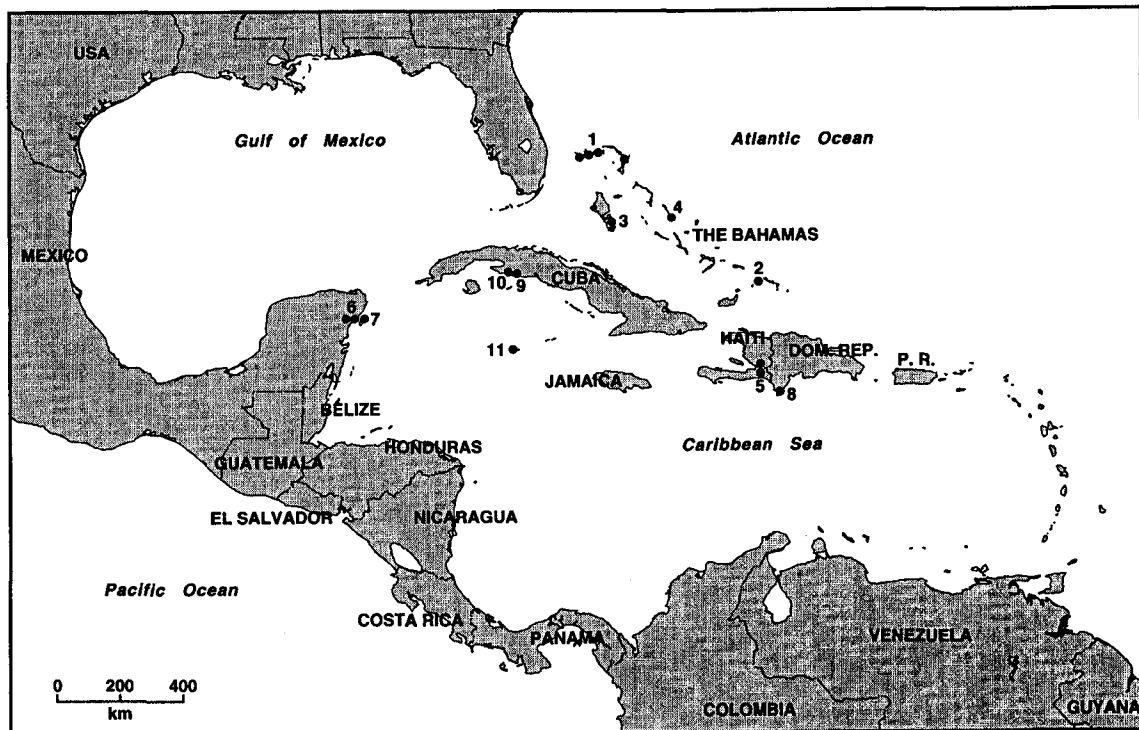 USA
Gulf of Mexico
1
Atlantic Ocean
4
3
THE BAHAMAS
MEXICO
2
10
9
CUBA
6
7
HAITI
DOM. REP.
P. R.
11
JAMAICA
5
8
BELIZE
Caribbean Sea
HONDURAS
GUATEMALA
EL SALVADOR
NICARAGUA
Pacific Ocean
COSTA RICA
PANAMA
VENEZUELA
0 200 400
km
COLOMBIA
GUYANA